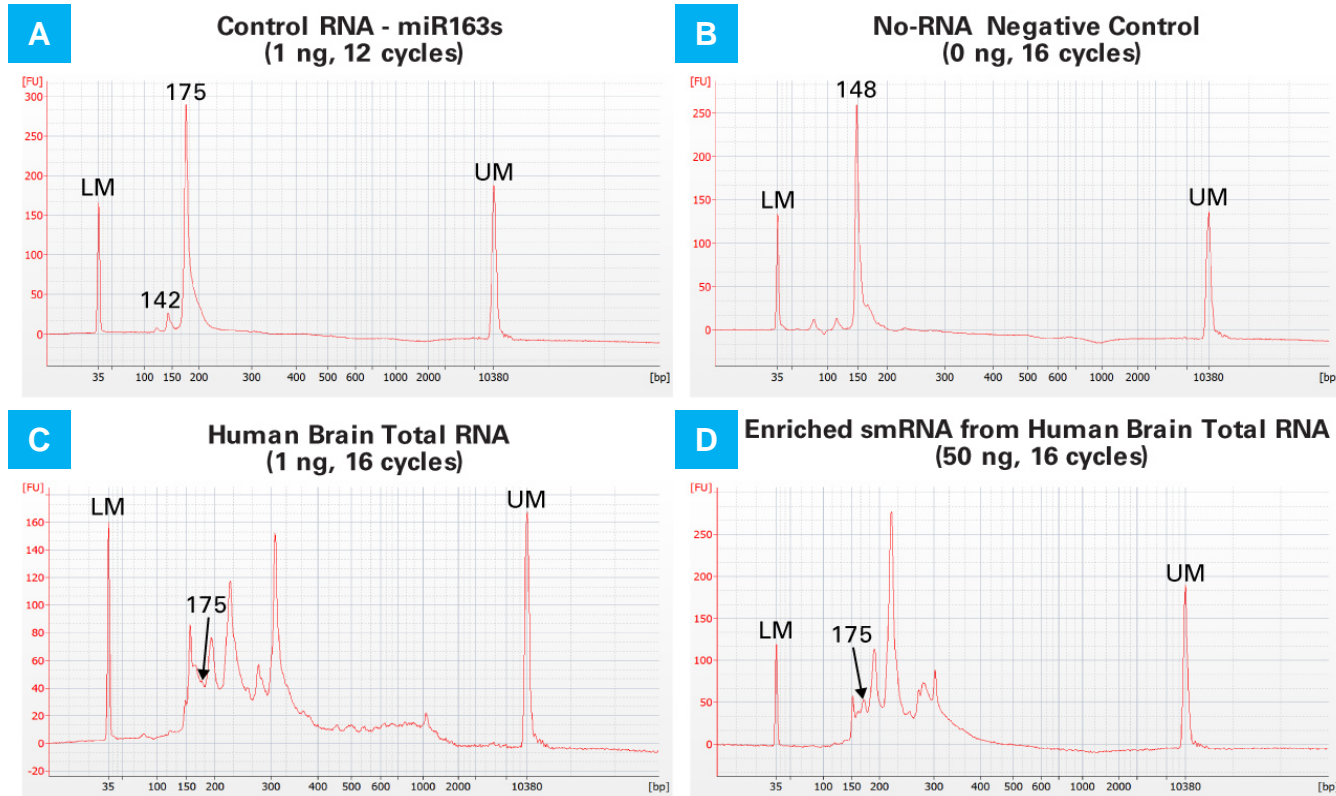 A
Control RNA - miR163s
(1 ng, 12 cycles)
[FU]
300
250
200
150
100
50
0
LM
142
175
UM
35 100 150 200 300 400 500 600 1000 2000 10380 [bp]
B
No-RNA Negative Control
(0 ng, 16 cycles)
[FU]
250
200
150
100
50
0
LM
148
UM
35 100 150 200 300 400 500 600 1000 2000 10380 [bp]
C
Human Brain Total RNA
(1 ng, 16 cycles)
[FU]
160
140
120
100
80
60
40
20
0
-20
LM
175
UM
35 100 150 200 300 400 500 600 1000 2000 10380 [bp]
D
Enriched smRNA from Human Brain Total RNA
(50 ng, 16 cycles)
[FU]
250
200
150
100
50
0
LM
175
UM
35 100 150 200 300 400 500 600 1000 2000 10380 [bp]